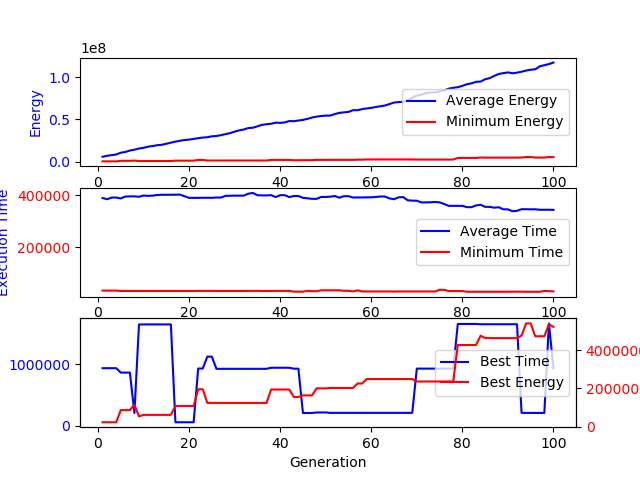 1e8
Energy
1.0
0.5
0.0
Average Energy
Minimum Energy
0 20 40 60 80 100
Execution Time
400000
200000
Average Time
Minimum Time
0 20 40 60 80 100
1000000
0
Best Time
Best Energy
4000000
2000000
0
0 20 40 60 80 100
Generation